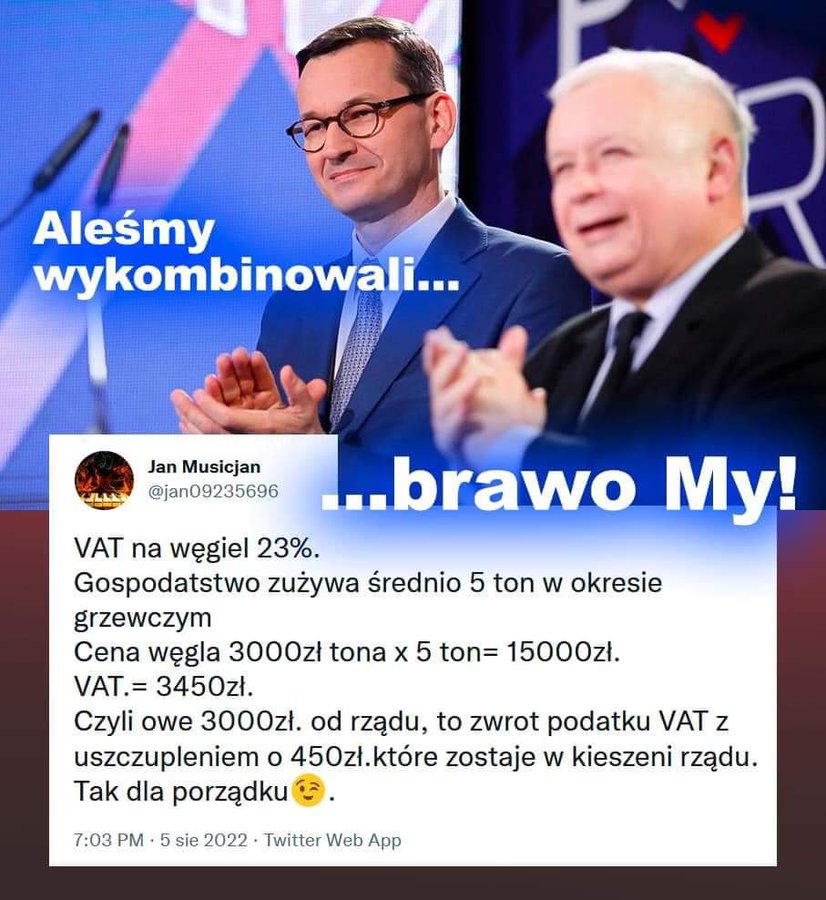 Aleśmy
wykombinowali...
...brawo My!
Jan Musicjan
@jan09235696
VAT na węgiel 23%.
Gospodatstwo zużywa średnio 5 ton w okresie
grzewczym
Cena węgla 3000zł tona x 5 ton= 15000zł.
VAT.= 3450zł.
Czyli owe 3000zł. od rządu, to zwrot podatku VAT z
uszczupleniem o 450zł.które zostaje w kieszeni rządu.
Tak dla porządku😉.
7:03 PM · 5 sie 2022 · Twitter Web App